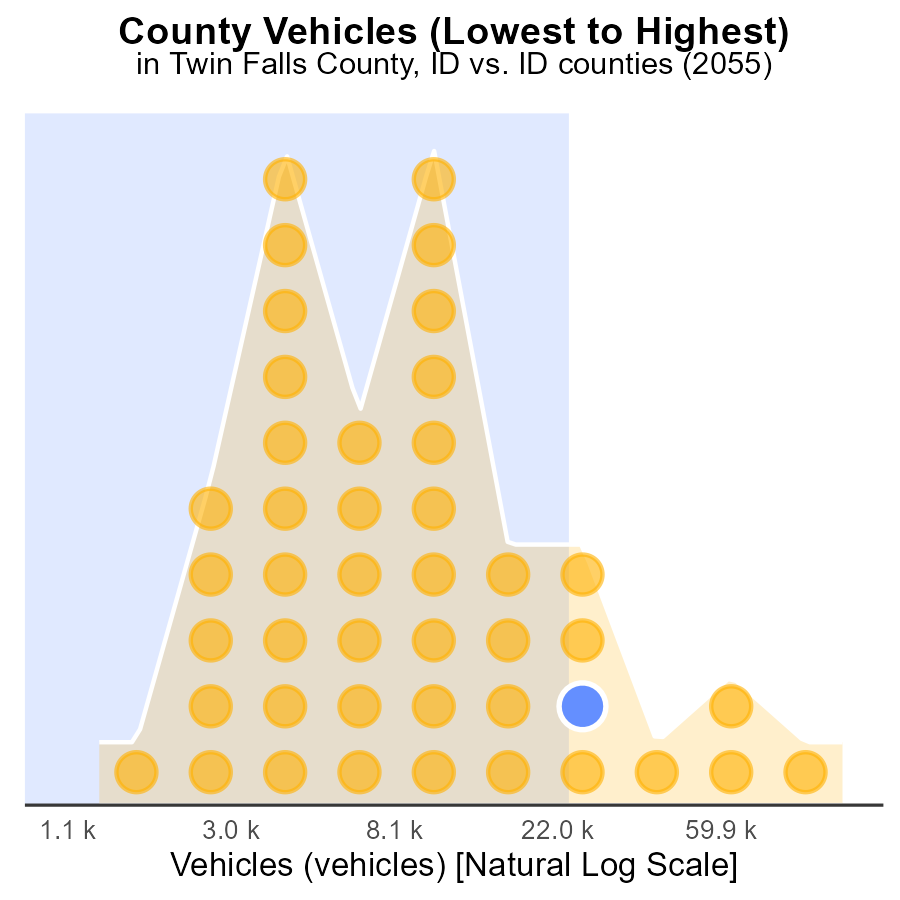 County Vehicles (Lowest to Highest)
in Twin Falls County, ID vs. ID counties (2055)
1.1 k 3.0 k 8.1 k 22.0 k 59.9 k
Vehicles (vehicles) [Natural Log Scale]